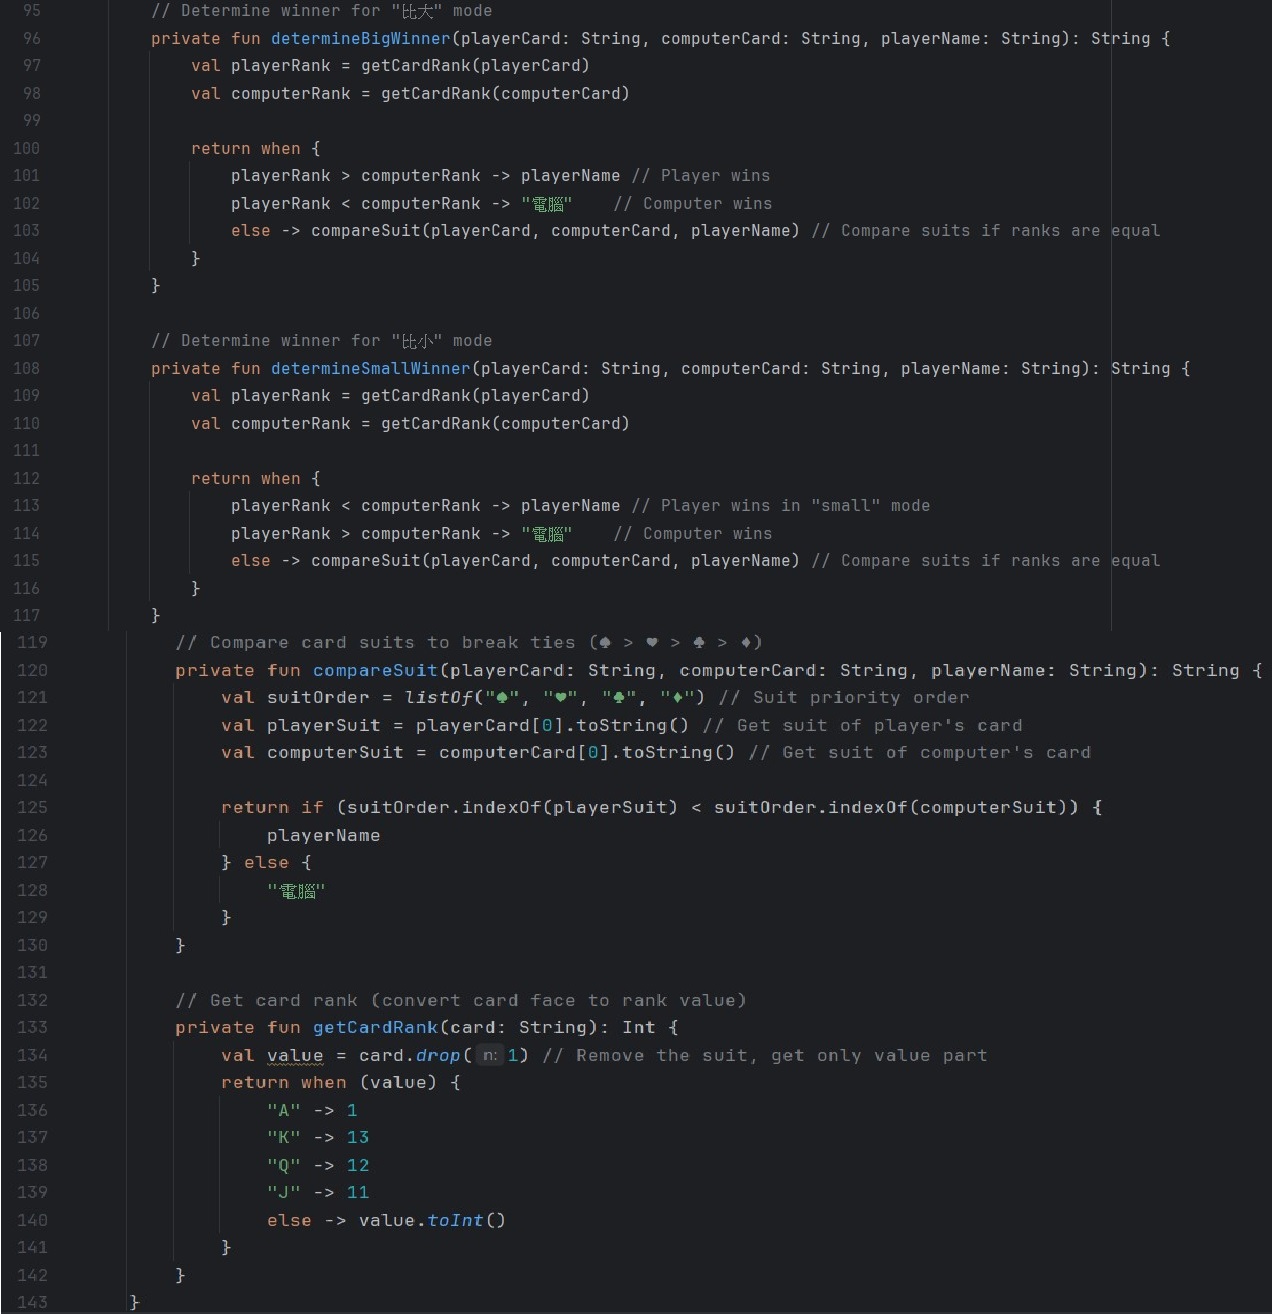 95 // Determine winner for "比大" mode
96 private fun determineBigWinner(playerCard: String, computerCard: String, playerName: String): String {
97 val playerRank = getCardRank(playerCard)
98 val computerRank = getCardRank(computerCard)
99
100 return when {
101 playerRank > computerRank -> playerName // Player wins
102 playerRank < computerRank -> "電腦" // Computer wins
103 else -> compareSuit(playerCard, computerCard, playerName) // Compare suits if ranks are equal
104 }
105 }
106
107 // Determine winner for "比小" mode
108 private fun determineSmallWinner(playerCard: String, computerCard: String, playerName: String): String {
109 val playerRank = getCardRank(playerCard)
110 val computerRank = getCardRank(computerCard)
111
112 return when {
113 playerRank < computerRank -> playerName // Player wins in "small" mode
114 playerRank > computerRank -> "電腦" // Computer wins
115 else -> compareSuit(playerCard, computerCard, playerName) // Compare suits if ranks are equal
116 }
117 }
119 // Compare card suits to break ties (♠ > ♥ > ♣ > ♦)
120 private fun compareSuit(playerCard: String, computerCard: String, playerName: String): String {
121 val suitOrder = listOf("♠", "♥", "♣", "♦") // Suit priority order
122 val playerSuit = playerCard[0].toString() // Get suit of player's card
123 val computerSuit = computerCard[0].toString() // Get suit of computer's card
124
125 return if (suitOrder.indexOf(playerSuit) < suitOrder.indexOf(computerSuit)) {
126 playerName
127 } else {
128 "電腦"
129 }
130 }
131
132 // Get card rank (convert card face to rank value)
133 private fun getCardRank(card: String): Int {
134 val value = card.drop( n: 1) // Remove the suit, get only value part
135 return when (value) {
136 "A" -> 1
137 "K" -> 13
138 "Q" -> 12
139 "J" -> 11
140 else -> value.toInt()
141 }
142 }
143 }